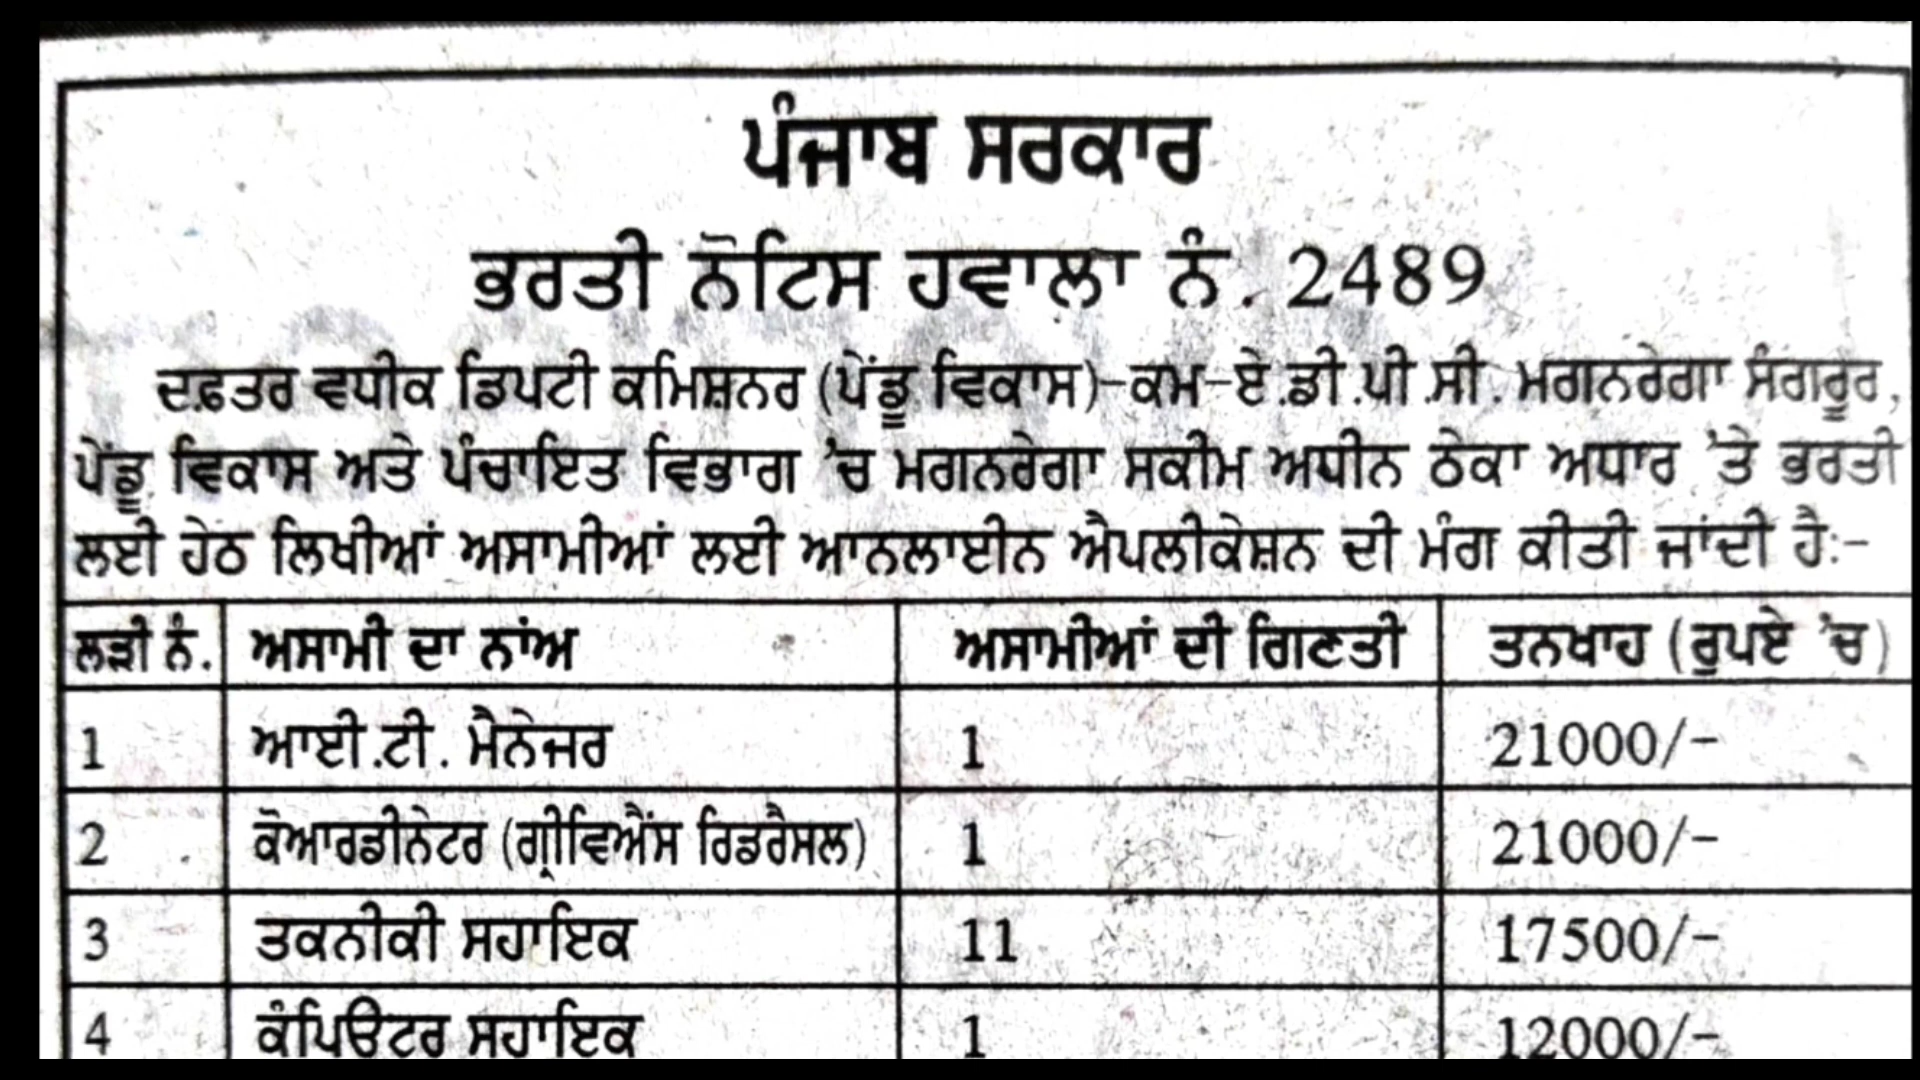 ਪੰਜਾਬ ਸਰਕਾਰ
ਭਰਤੀ ਨੋਟਿਸ ਹਵਾਲਾ ਨੰ. 2489
ਦਫ਼ਤਰ ਵਧੀਕ ਡਿਪਟੀ ਕਮਿਸ਼ਨਰ (ਪੇਂਡੂ ਵਿਕਾਸ)-ਕਮ-ਏ.ਡੀ.ਪੀ.ਸੀ. ਮਗਨਰੇਗਾ ਸੰਗਰੂਰ,
ਪੇਂਡੂ ਵਿਕਾਸ ਅਤੇ ਪੰਚਾਇਤ ਵਿਭਾਗ 'ਚ ਮਗਨਰੇਗਾ ਸਕੀਮ ਅਧੀਨ ਠੇਕਾ ਅਧਾਰ 'ਤੇ ਭਰਤੀ
ਲਈ ਹੇਠ ਲਿਖੀਆਂ ਅਸਾਮੀਆਂ ਲਈ ਆਨਲਾਈਨ ਐਪਲੀਕੇਸ਼ਨ ਦੀ ਮੰਗ ਕੀਤੀ ਜਾਂਦੀ ਹੈ:-
ਲੜੀ ਨੰ. ਅਸਾਮੀ ਦਾ ਨਾਂਅ ਅਸਾਮੀਆਂ ਦੀ ਗਿਣਤੀ ਤਨਖਾਹ (ਰੁਪਏ 'ਚ)
1 ਆਈ.ਟੀ. ਮੈਨੇਜਰ 1 21000/-
2 ਕੋਆਰਡੀਨੇਟਰ (ਗ੍ਰੀਵਿਐਂਸ ਰਿਡਰੈਸਲ) 1 21000/-
3 ਤਕਨੀਕੀ ਸਹਾਇਕ 11 17500/-
4 ਕੰਪਿਊਟਰ ਸਹਾਇਕ 1 12000/-